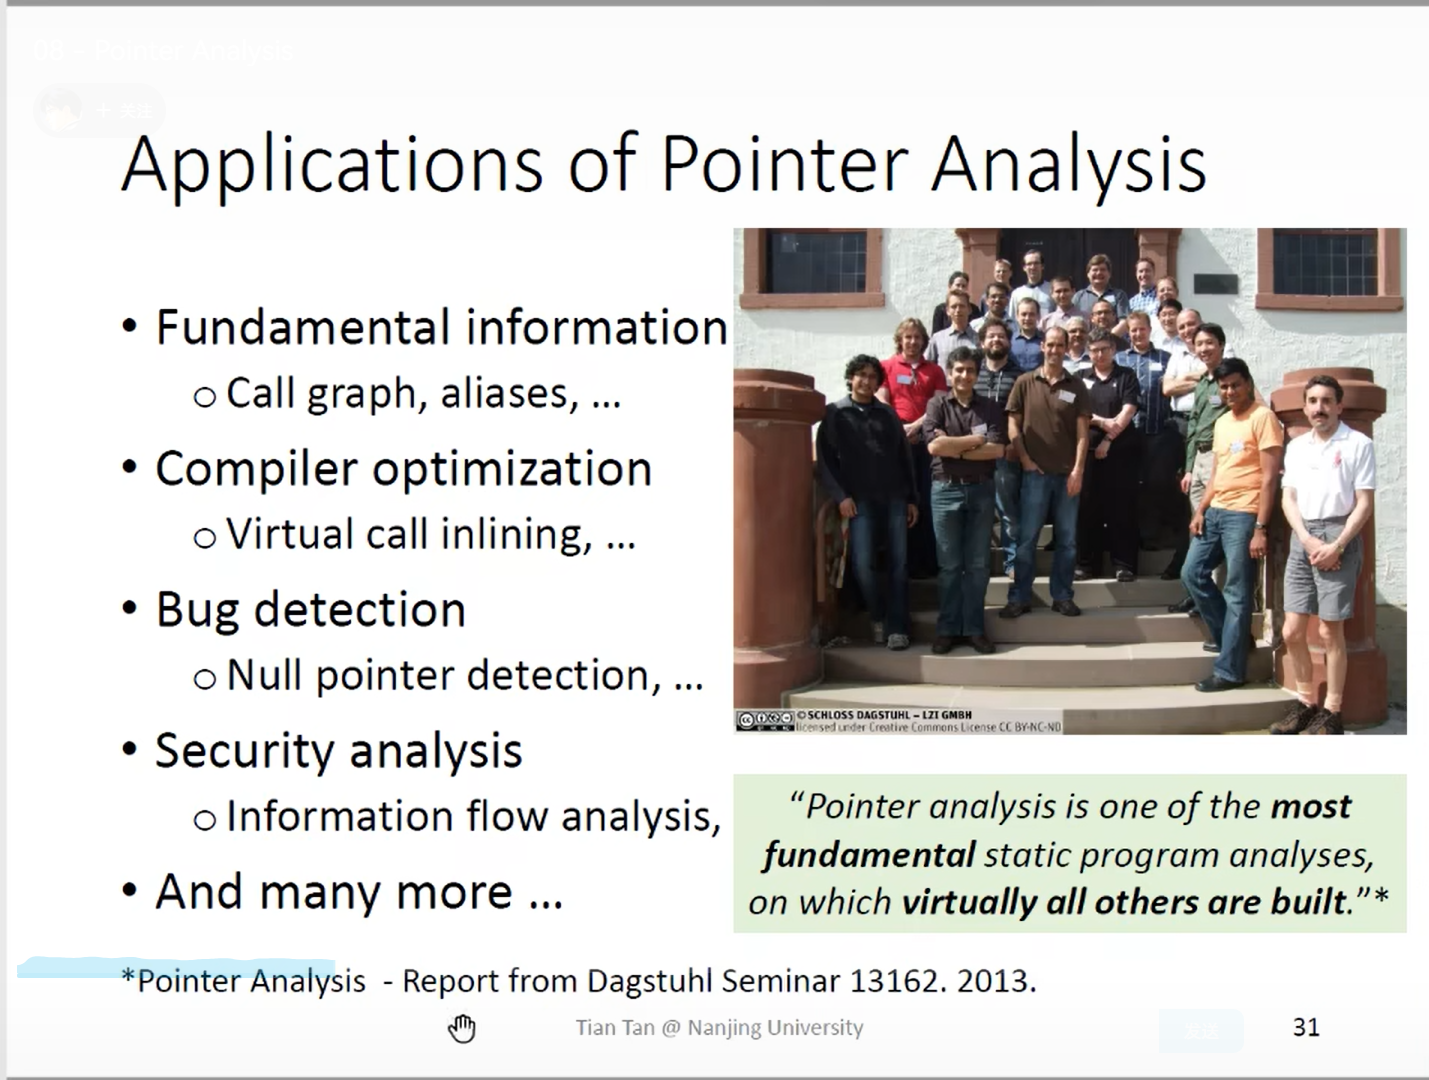 08 - Pointer Analysis
+ 关注
Applications of Pointer Analysis
• Fundamental information
o Call graph, aliases, ...
• Compiler optimization
o Virtual call inlining, ...
• Bug detection
o Null pointer detection, ...
• Security analysis
o Information flow analysis,
• And many more ...
© SCHLOSS DAGSTUHL – LZI GMBH
licensed under Creative Commons License CC BY-NC-ND
“Pointer analysis is one of the most
fundamental static program analyses,
on which virtually all others are built.”*
*Pointer Analysis - Report from Dagstuhl Seminar 13162. 2013.
Tian Tan @ Nanjing University
发送
31